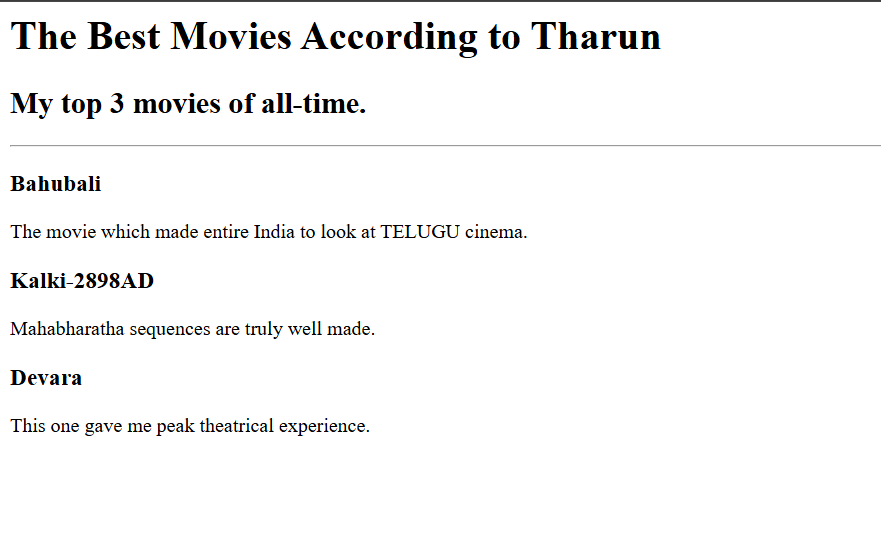 The Best Movies According to Tharun
My top 3 movies of all-time.
Bahubali
The movie which made entire India to look at TELUGU cinema.
Kalki-2898AD
Mahabharatha sequences are truly well made.
Devara
This one gave me peak theatrical experience.